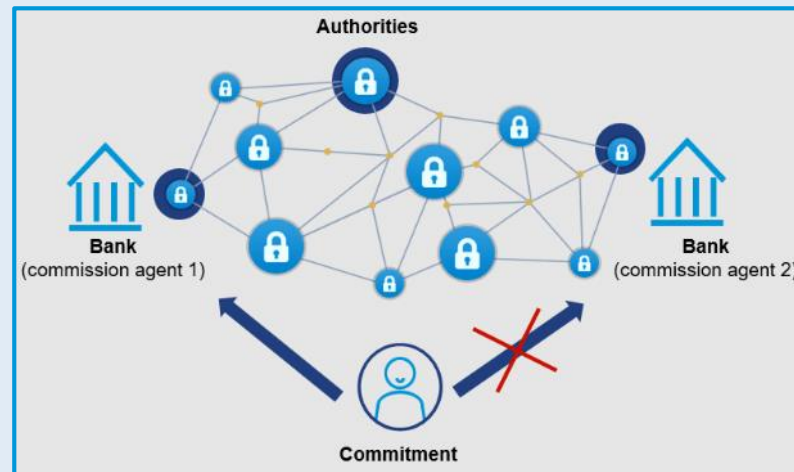 Authorities
Bank
(commission agent 1)
Bank
(commission agent 2)
Commitment